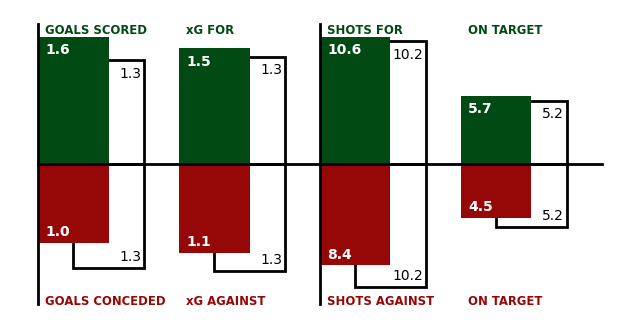 GOALS SCORED xG FOR SHOTS FOR ON TARGET
1.6 1.3 1.5 1.3 10.6 10.2 5.7 5.2
1.0 1.3 1.1 1.3 8.4 10.2 4.5 5.2
GOALS CONCEDED xG AGAINST SHOTS AGAINST ON TARGET